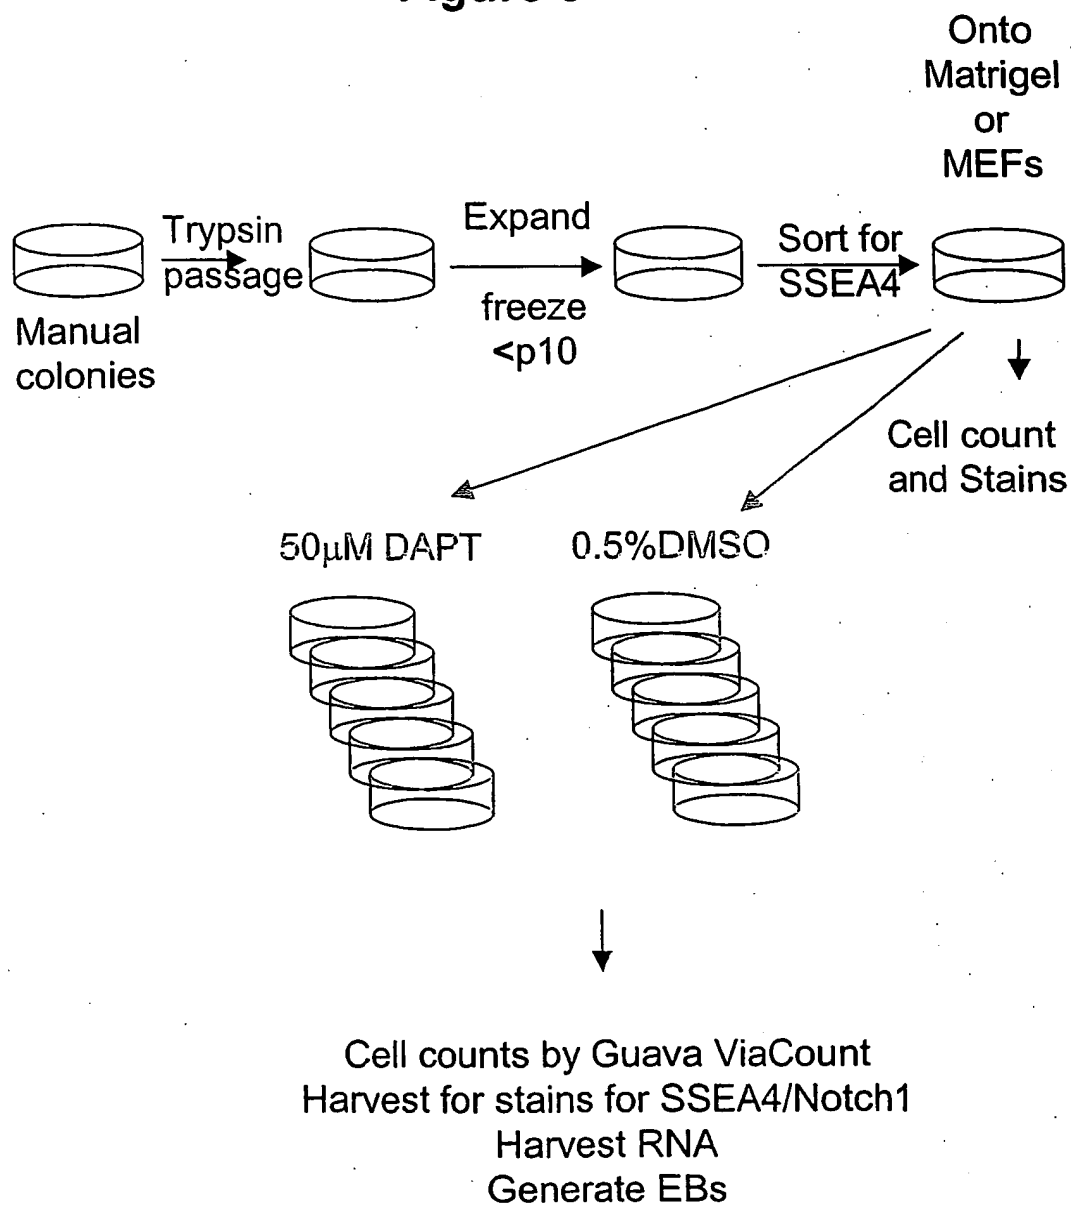 Onto
Matrigel
or
MEFs
Trypsin
passage
Expand
freeze
<p10
Sort for
SSEA4
Manual
colonies
Cell count
and Stains
50μM DAPT
0.5%DMSO
Cell counts by Guava ViaCount
Harvest for stains for SSEA4/Notch1
Harvest RNA
Generate EBs